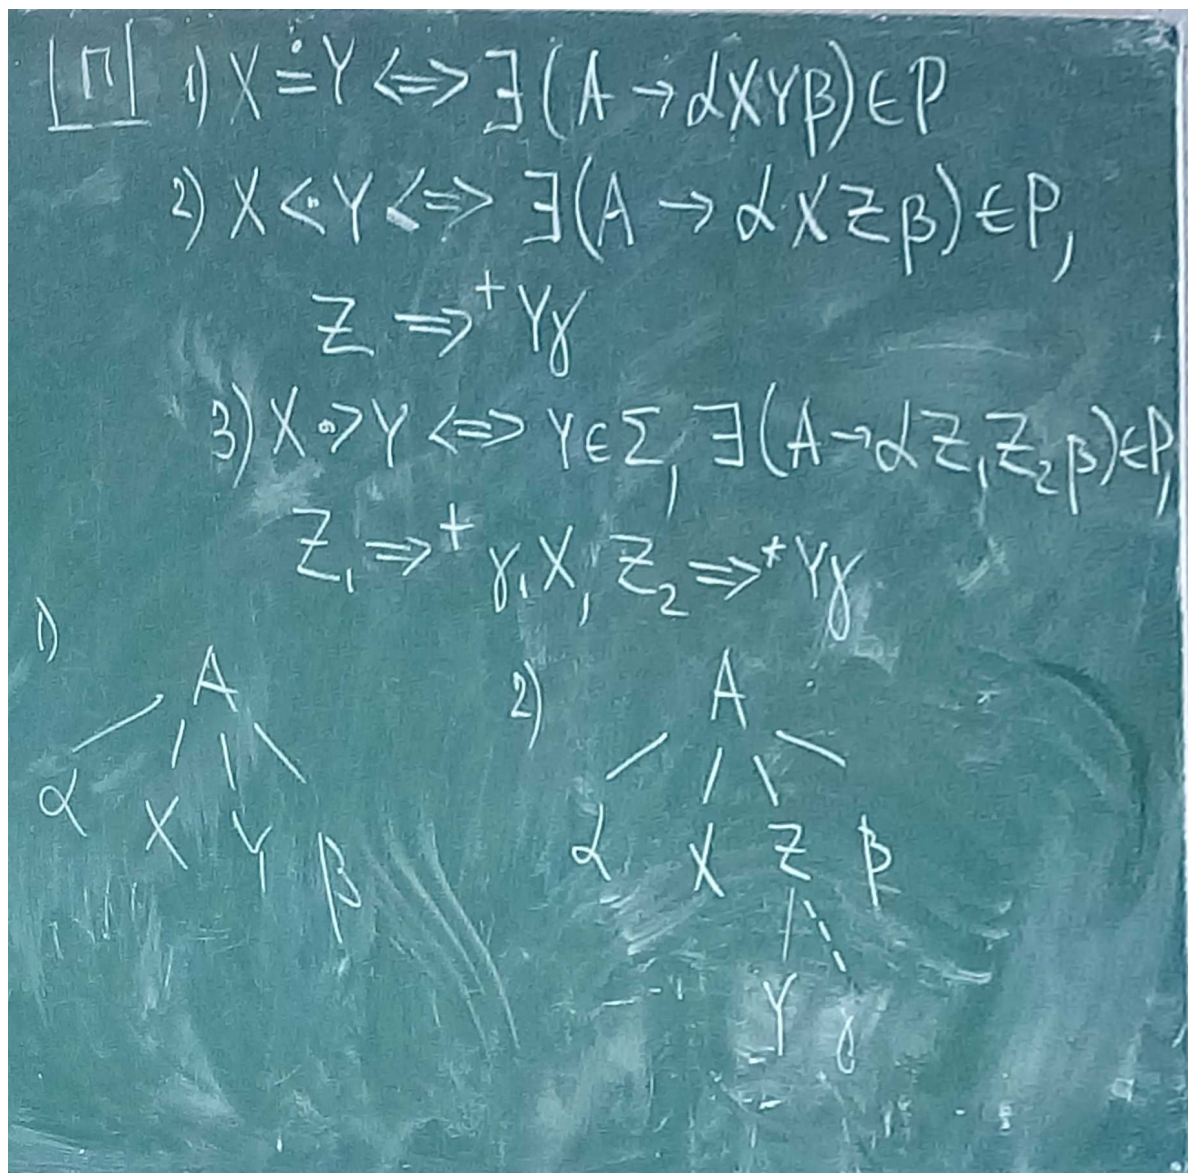 П 1) X ≐ Y <=> ∃(A → αXYβ) ∈ P
2) X <· Y <=> ∃(A → αXZβ) ∈ P,
Z =>⁺ Yγ
3) X ·> Y <=> Y ∈ Σ, ∃(A → αZ₁Z₂β) ∈ P,
Z₁ =>⁺ γ₁X, Z₂ =>* Yγ
1) 2)
A A
α X Y β α X Z β
Y γ